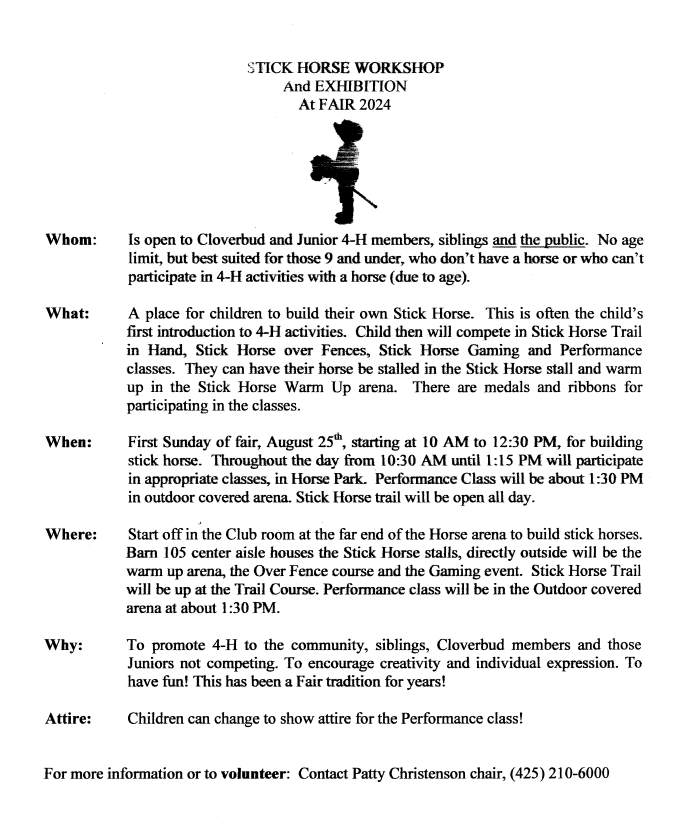 STICK HORSE WORKSHOP
And EXHIBITION
At FAIR 2024
Whom: Is open to Cloverbud and Junior 4-H members, siblings and the public. No age
limit, but best suited for those 9 and under, who don't have a horse or who can't
participate in 4-H activities with a horse (due to age).
What: A place for children to build their own Stick Horse. This is often the child's
first introduction to 4-H activities. Child then will compete in Stick Horse Trail
in Hand, Stick Horse over Fences, Stick Horse Gaming and Performance
classes. They can have their horse be stalled in the Stick Horse stall and warm
up in the Stick Horse Warm Up arena. There are medals and ribbons for
participating in the classes.
When: First Sunday of fair, August 25th, starting at 10 AM to 12:30 PM, for building
stick horse. Throughout the day from 10:30 AM until 1:15 PM will participate
in appropriate classes, in Horse Park. Performance Class will be about 1:30 PM
in outdoor covered arena. Stick Horse trail will be open all day.
Where: Start off in the Club room at the far end of the Horse arena to build stick horses.
Barn 105 center aisle houses the Stick Horse stalls, directly outside will be the
warm up arena, the Over Fence course and the Gaming event. Stick Horse Trail
will be up at the Trail Course. Performance class will be in the Outdoor covered
arena at about 1:30 PM.
Why: To promote 4-H to the community, siblings, Cloverbud members and those
Juniors not competing. To encourage creativity and individual expression. To
have fun! This has been a Fair tradition for years!
Attire: Children can change to show attire for the Performance class!
For more information or to volunteer: Contact Patty Christenson chair, (425) 210-6000